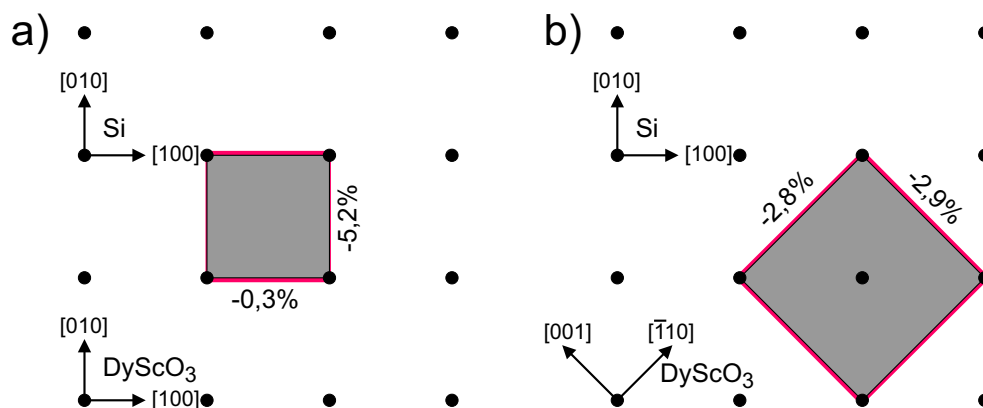 a)
[010]
Si
[100]
-5,2%
-0,3%
[010]
DyScO₃
[100]
b)
[010]
Si
[100]
-2,8%
-2,9%
[001]
[1̅10]
DyScO₃